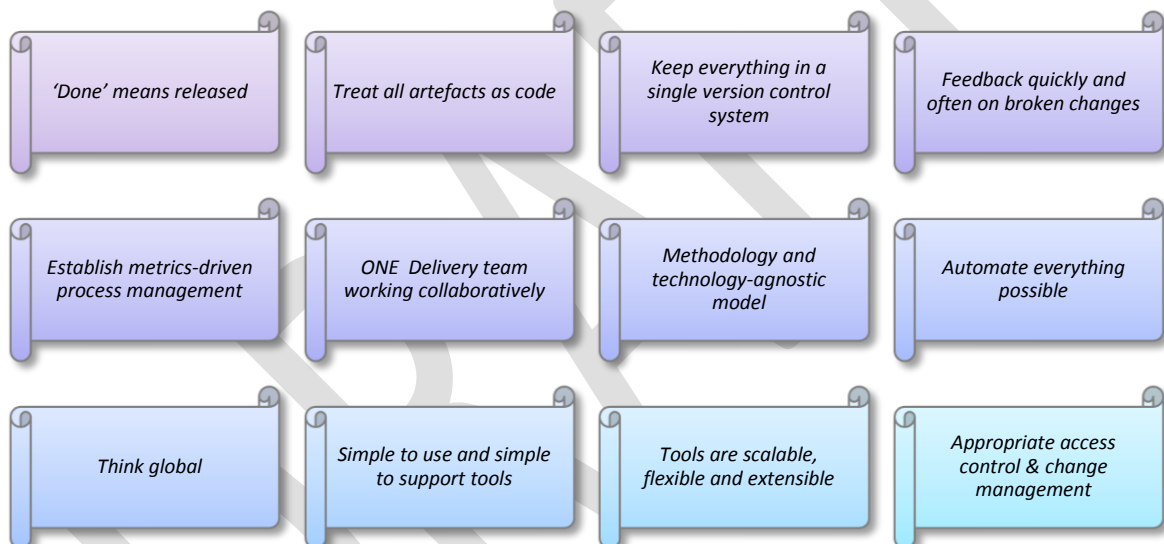 ‘Done’ means released
Treat all artefacts as code
Keep everything in a
single version control
system
Feedback quickly and
often on broken changes
Establish metrics-driven
process management
ONE Delivery team
working collaboratively
Methodology and
technology-agnostic
model
Automate everything
possible
Think global
Simple to use and simple
to support tools
Tools are scalable,
flexible and extensible
Appropriate access
control & change
management